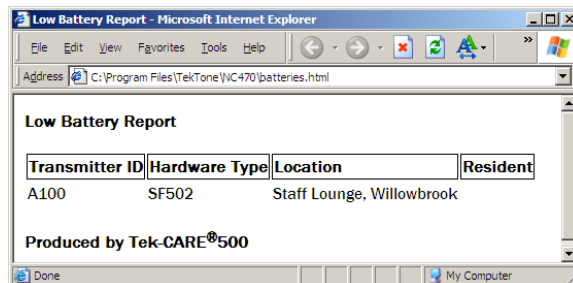 Low Battery Report - Microsoft Internet Explorer
File Edit View Favorites Tools Help »
Address C:\Program Files\TekTone\NC470\batteries.html
Low Battery Report
Transmitter ID Hardware Type Location Resident
A100 SF502 Staff Lounge, Willowbrook
Produced by Tek-CARE®500
Done My Computer